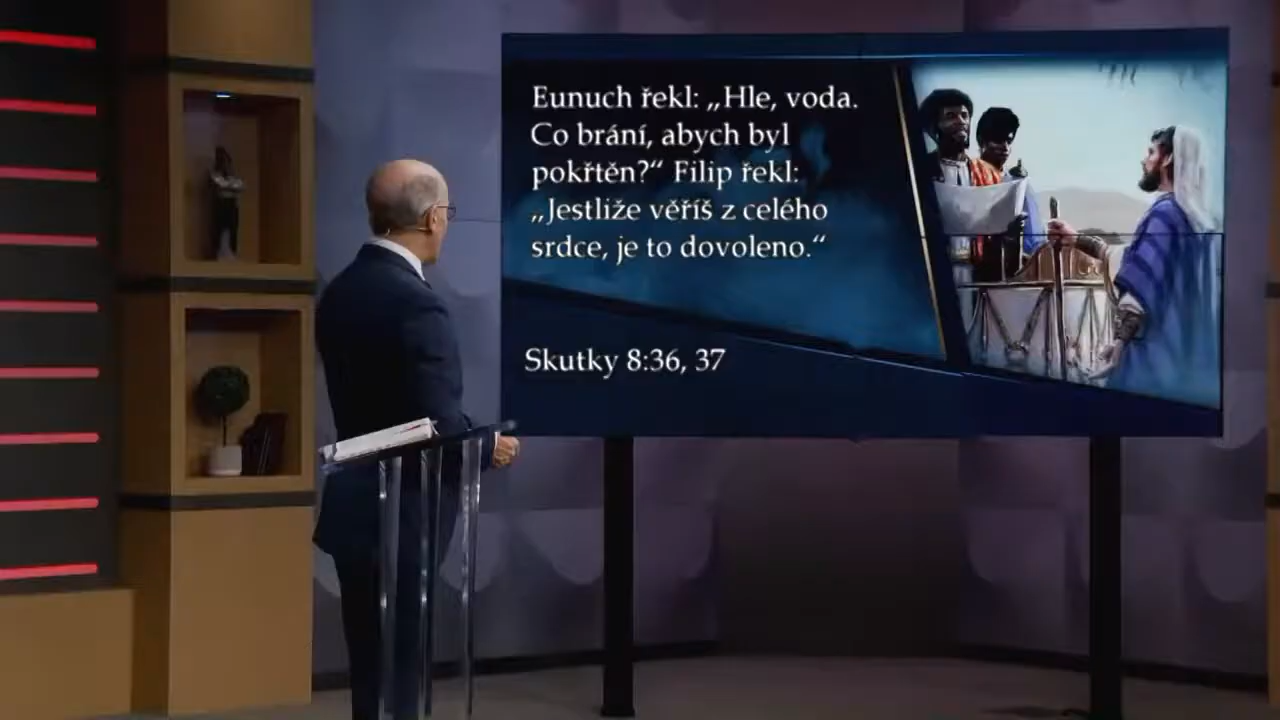 Eunuch řekl: „Hle, voda.
Co brání, abych byl
pokřtěn?“ Filip řekl:
„Jestliže věříš z celého
srdce, je to dovoleno.“
Skutky 8:36, 37